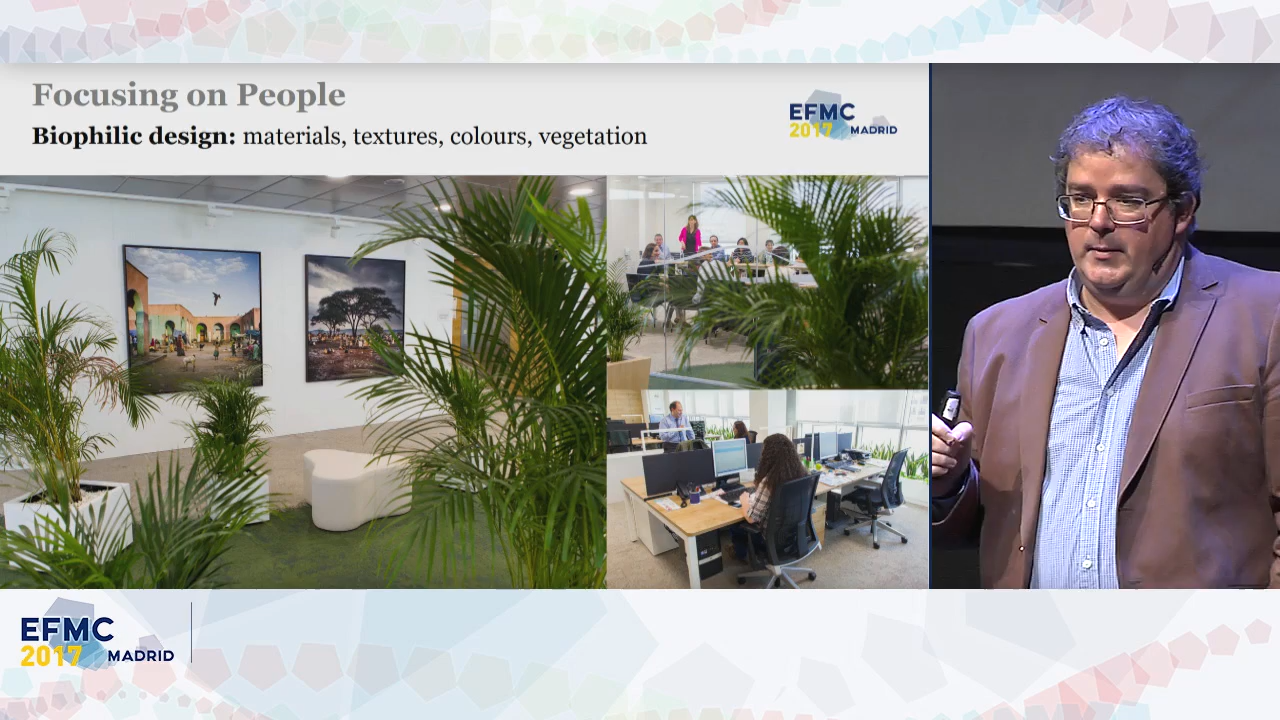 Focusing on People
Biophilic design: materials, textures, colours, vegetation
EFMC
2017 MADRID
EFMC
2017 MADRID